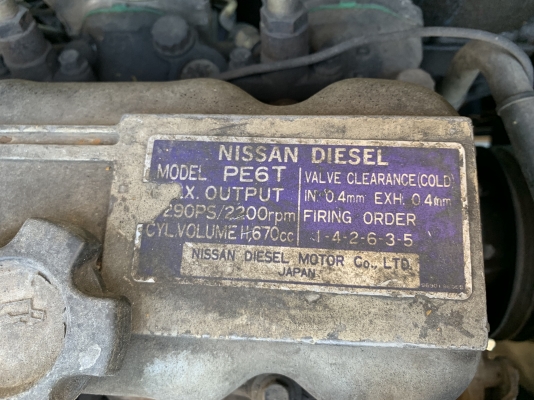 NISSAN DIESEL
MODEL PE6T
X. OUTPUT
290PS/2200rpm
CYL.VOLUME 11,670cc
VALVE CLEARANCE(COLD)
IN 0.4mm EXH 0.4mm
FIRING ORDER
1-4-2-6-3-5
NISSAN DIESEL MOTOR Co., LTD.
JAPAN